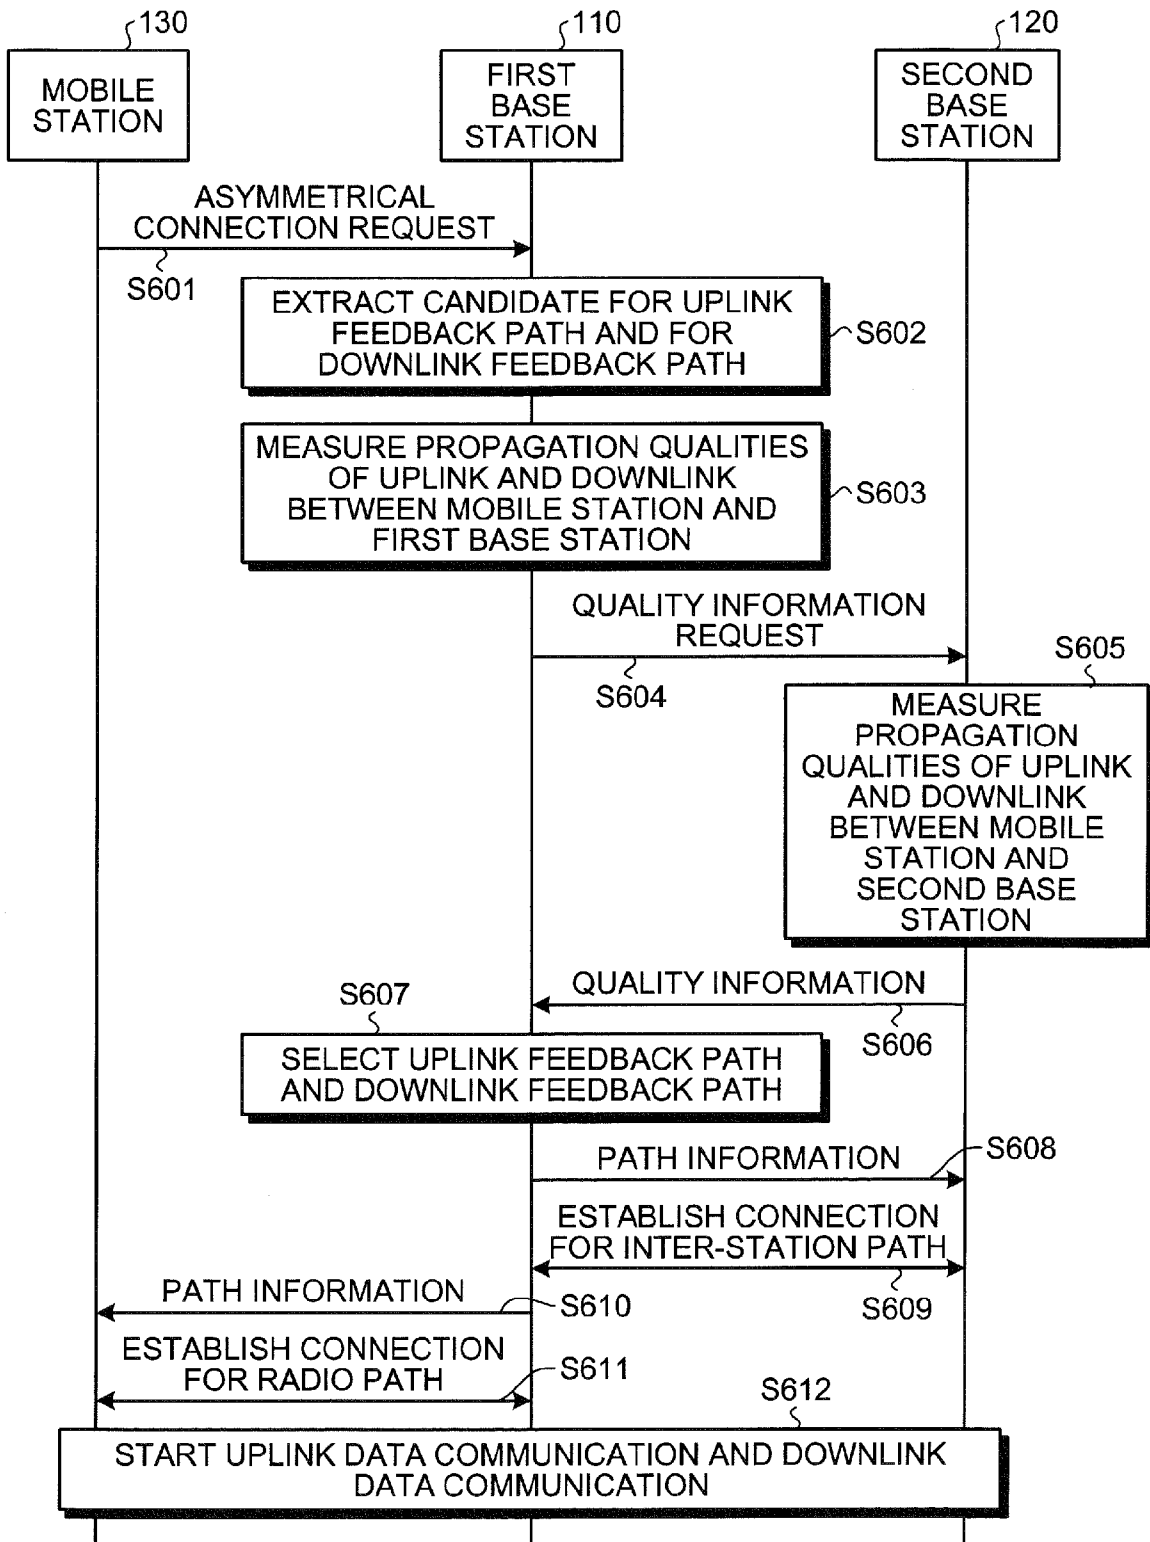 130
110
120
MOBILE
STATION
FIRST
BASE
STATION
SECOND
BASE
STATION
ASYMMETRICAL
CONNECTION REQUEST
S601
EXTRACT CANDIDATE FOR UPLINK
FEEDBACK PATH AND FOR
DOWNLINK FEEDBACK PATH
S602
MEASURE PROPAGATION QUALITIES
OF UPLINK AND DOWNLINK
BETWEEN MOBILE STATION AND
FIRST BASE STATION
S603
QUALITY INFORMATION
REQUEST
S604
S605
MEASURE
PROPAGATION
QUALITIES OF UPLINK
AND DOWNLINK
BETWEEN MOBILE
STATION AND
SECOND BASE
STATION
QUALITY INFORMATION
S606
S607
SELECT UPLINK FEEDBACK PATH
AND DOWNLINK FEEDBACK PATH
PATH INFORMATION
S608
ESTABLISH CONNECTION
FOR INTER-STATION PATH
S609
PATH INFORMATION
S610
ESTABLISH CONNECTION
FOR RADIO PATH
S611
S612
START UPLINK DATA COMMUNICATION AND DOWNLINK
DATA COMMUNICATION